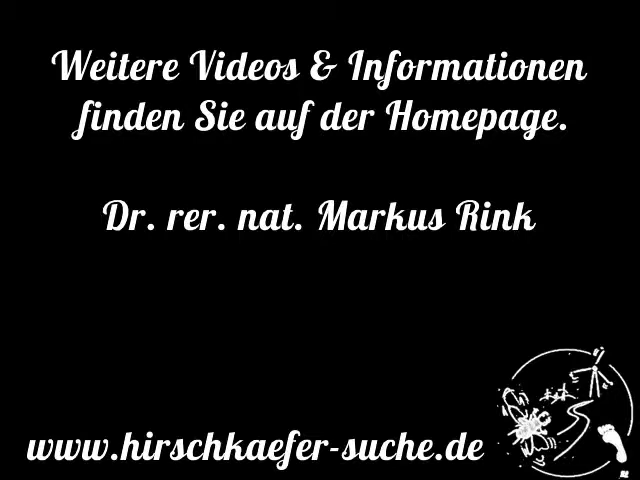 Weitere Videos & Informationen
finden Sie auf der Homepage.
Dr. rer. nat. Markus Rink
www.hirschkaefer-suche.de